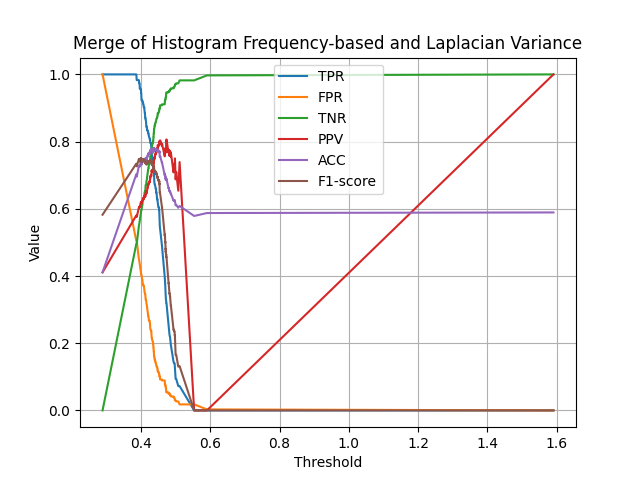 Merge of Histogram Frequency-based and Laplacian Variance
Value
1.0
0.8
0.6
0.4
0.2
0.0
TPR
FPR
TNR
PPV
ACC
F1-score
0.4 0.6 0.8 1.0 1.2 1.4 1.6
Threshold